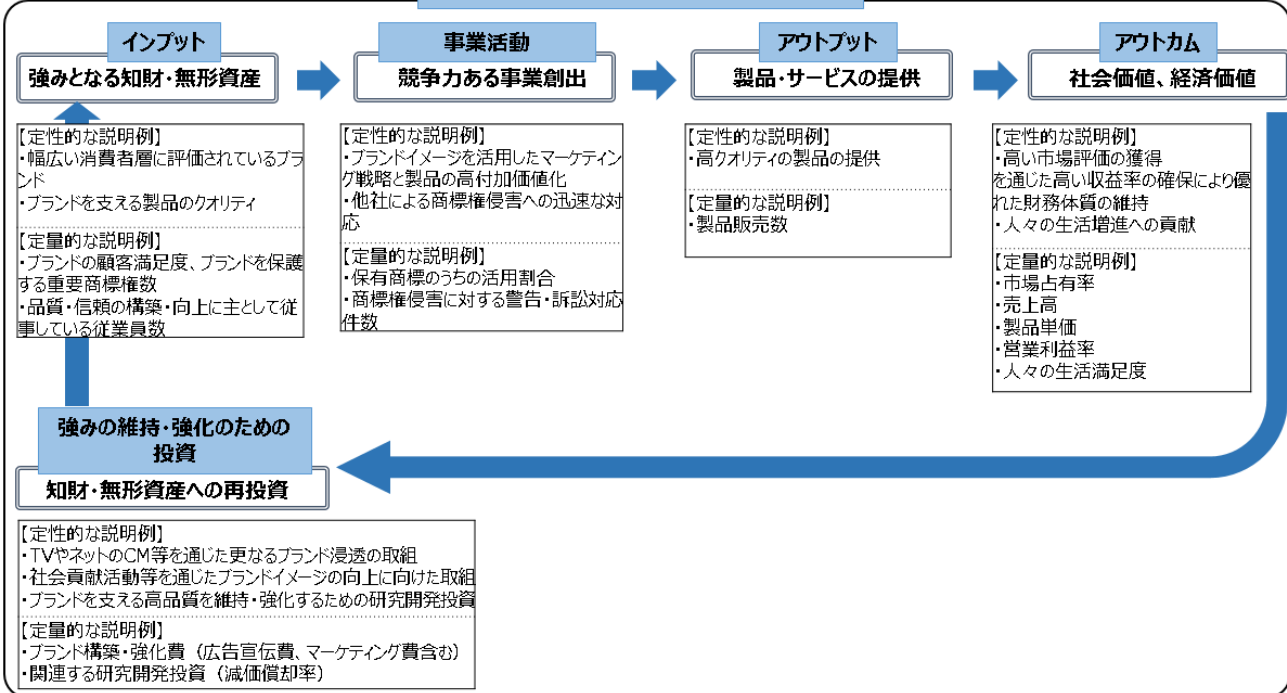 インプット
強みとなる知財・無形資産
【定性的な説明例】
・幅広い消費者層に評価されているブラ
ンド
・ブランドを支える製品のクオリティ
【定量的な説明例】
・ブランドの顧客満足度、ブランドを保護
する重要商標権数
・品質・信頼の構築・向上に主として従
事している従業員数
事業活動
競争力ある事業創出
【定性的な説明例】
・ブランドイメージを活用したマーケティン
グ戦略と製品の高付加価値化
・他社による商標権侵害への迅速な対
応
【定量的な説明例】
・保有商標のうちの活用割合
・商標権侵害に対する警告・訴訟対応
件数
アウトプット
製品・サービスの提供
【定性的な説明例】
・高クオリティの製品の提供
【定量的な説明例】
・製品販売数
アウトカム
社会価値、経済価値
【定性的な説明例】
・高い市場評価の獲得
を通じた高い収益率の確保により優
れた財務体質の維持
・人々の生活増進への貢献
【定量的な説明例】
・市場占有率
・売上高
・製品単価
・営業利益率
・人々の生活満足度
強みの維持・強化のための
投資
知財・無形資産への再投資
【定性的な説明例】
・TVやネットのCM等を通じた更なるブランド浸透の取組
・社会貢献活動等を通じたブランドイメージの向上に向けた取組
・ブランドを支える高品質を維持・強化するための研究開発投資
【定量的な説明例】
・ブランド構築・強化費（広告宣伝費、マーケティング費含む）
・関連する研究開発投資（減価償却率）